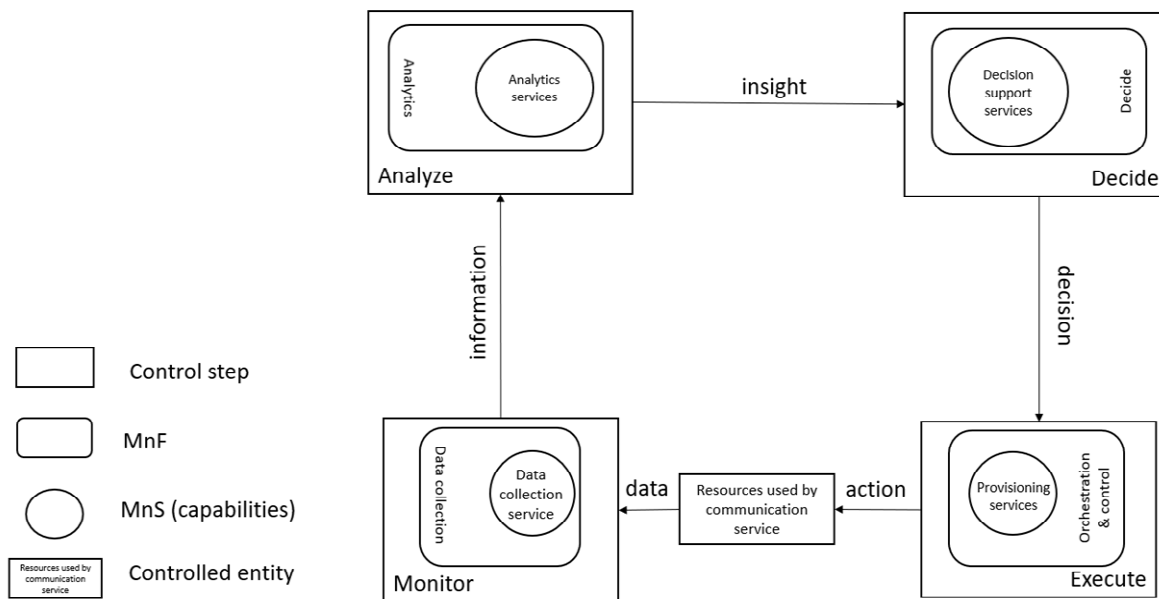 Analytics
Analytics
services
Analyze
insight
Decision
support
services
Decide
Decide
information
decision
Control step
MnF
MnS (capabilities)
Resources used by
communication
service
Controlled entity
Data collection
Data
collection
service
Monitor
data
Resources used by
communication
service
action
Provisioning
services
Orchestration
& control
Execute